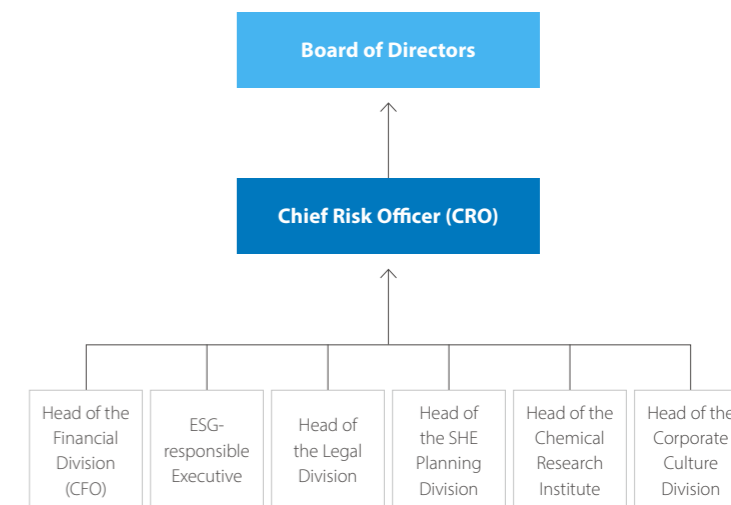 Board of Directors
Chief Risk Officer (CRO)
Head of the
Financial
Division
(CFO)
ESG-
responsible
Executive
Head of
the Legal
Division
Head of
the SHE
Planning
Division
Head of the
Chemical
Research
Institute
Head of the
Corporate
Culture
Division